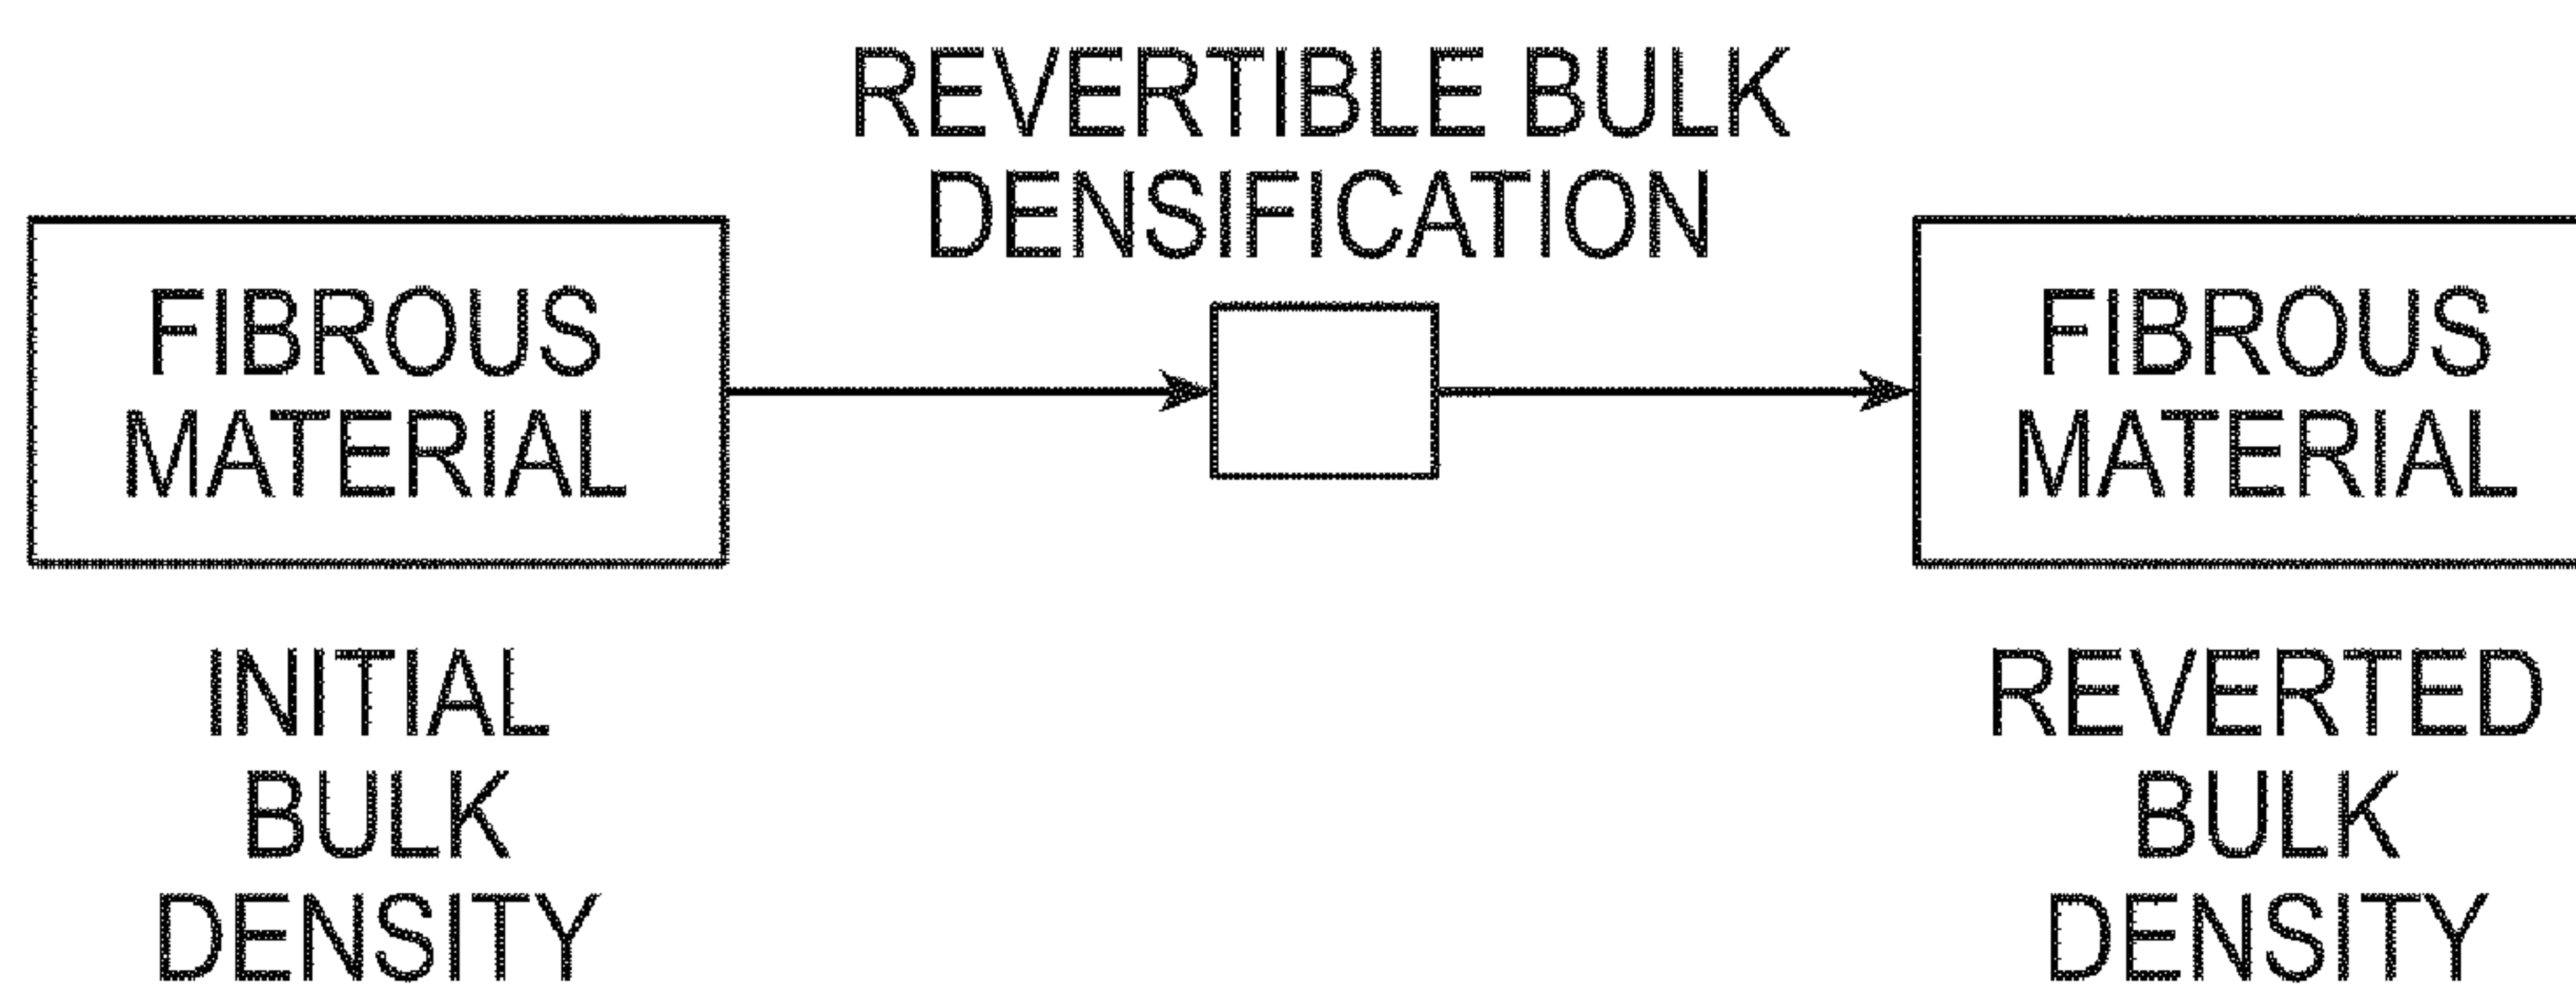 REVERTIBLE BULK
DENSIFICATION
FIBROUS
MATERIAL
FIBROUS
MATERIAL
INITIAL
BULK
DENSITY
REVERTED
BULK
DENSITY